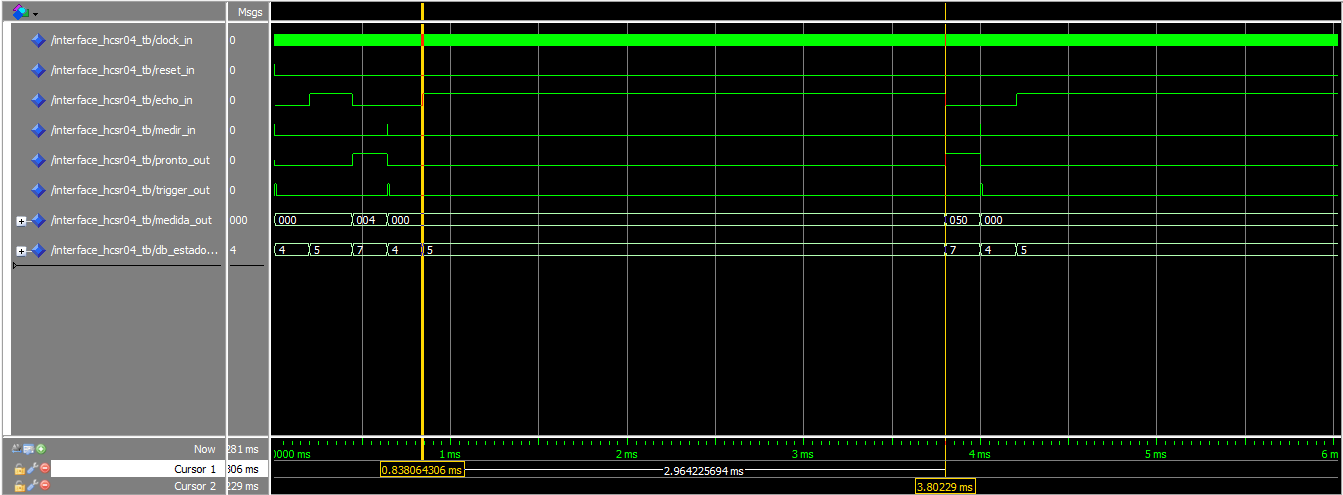 Msgs
/interface_hcsr04_tb/clock_in 0
/interface_hcsr04_tb/reset_in 0
/interface_hcsr04_tb/echo_in 0
/interface_hcsr04_tb/medir_in 0
/interface_hcsr04_tb/pronto_out 0
/interface_hcsr04_tb/trigger_out 0
/interface_hcsr04_tb/medida_out 000 000 004 000 050 000
/interface_hcsr04_tb/db_estado... 4 4 5 7 4 5 7 4 5
Now 281 ms 0000 ms 1 ms 2 ms 3 ms 4 ms 5 ms 6 m
Cursor 1 306 ms 0.838064306 ms 2.964225694 ms
Cursor 2 229 ms 3.80229 ms